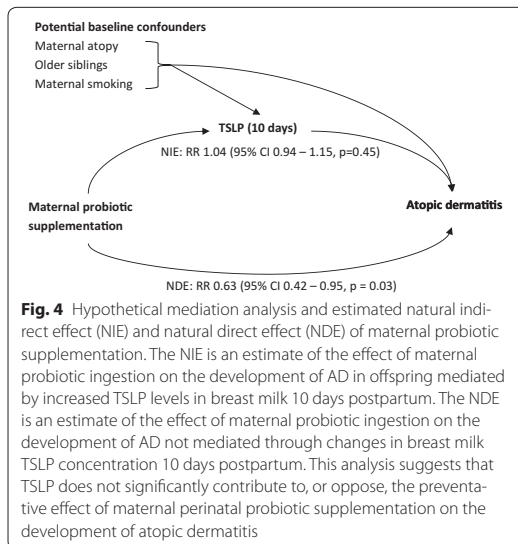 Potential baseline confounders
Maternal atopy
Older siblings
Maternal smoking
TSLP (10 days)
NIE: RR 1.04 (95% CI 0.94 – 1.15, p=0.45)
Maternal probiotic
supplementation
Atopic dermatitis
NDE: RR 0.63 (95% CI 0.42 – 0.95, p = 0.03)
Fig. 4 Hypothetical mediation analysis and estimated natural indi-
rect effect (NIE) and natural direct effect (NDE) of maternal probiotic
supplementation. The NIE is an estimate of the effect of maternal
probiotic ingestion on the development of AD in offspring mediated
by increased TSLP levels in breast milk 10 days postpartum. The NDE
is an estimate of the effect of maternal probiotic ingestion on the
development of AD not mediated through changes in breast milk
TSLP concentration 10 days postpartum. This analysis suggests that
TSLP does not significantly contribute to, or oppose, the preventa-
tive effect of maternal perinatal probiotic supplementation on the
development of atopic dermatitis